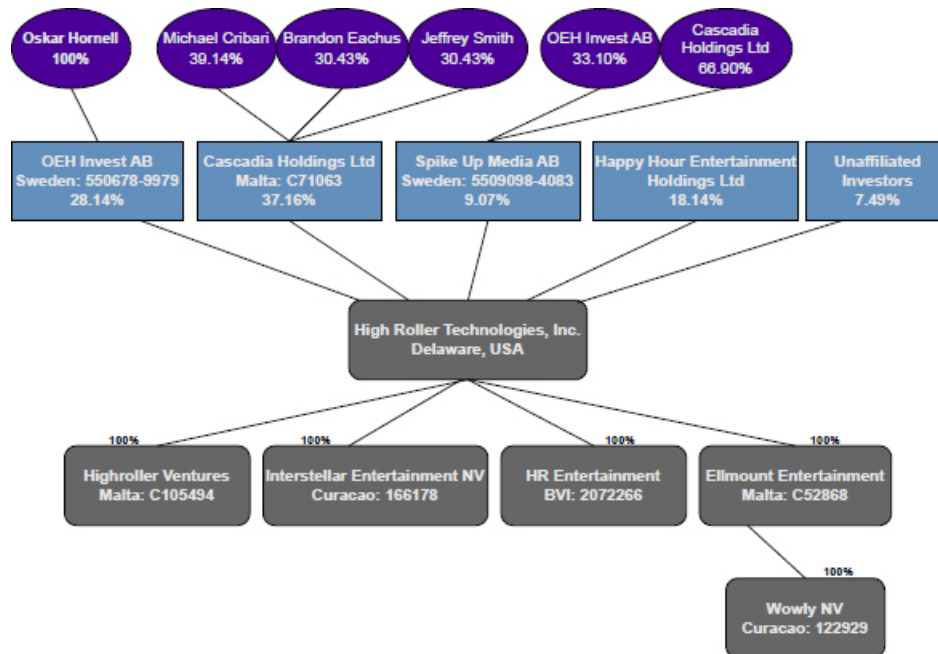 Oskar Hornell
100%
Michael Cribari
39.14%
Brandon Eachus
30.43%
Jeffrey Smith
30.43%
OEH Invest AB
33.10%
Cascadia
Holdings Ltd
66.90%
OEH Invest AB
Sweden: 550678-9979
28.14%
Cascadia Holdings Ltd
Malta: C71063
37.16%
Spike Up Media AB
Sweden: 5509098-4083
9.07%
Happy Hour Entertainment
Holdings Ltd
18.14%
Unaffiliated
Investors
7.49%
High Roller Technologies, Inc.
Delaware, USA
100%
Highroller Ventures
Malta: C105494
100%
Interstellar Entertainment NV
Curacao: 166178
100%
HR Entertainment
BVI: 2072266
100%
Ellmount Entertainment
Malta: C52868
100%
Wowly NV
Curacao: 122929